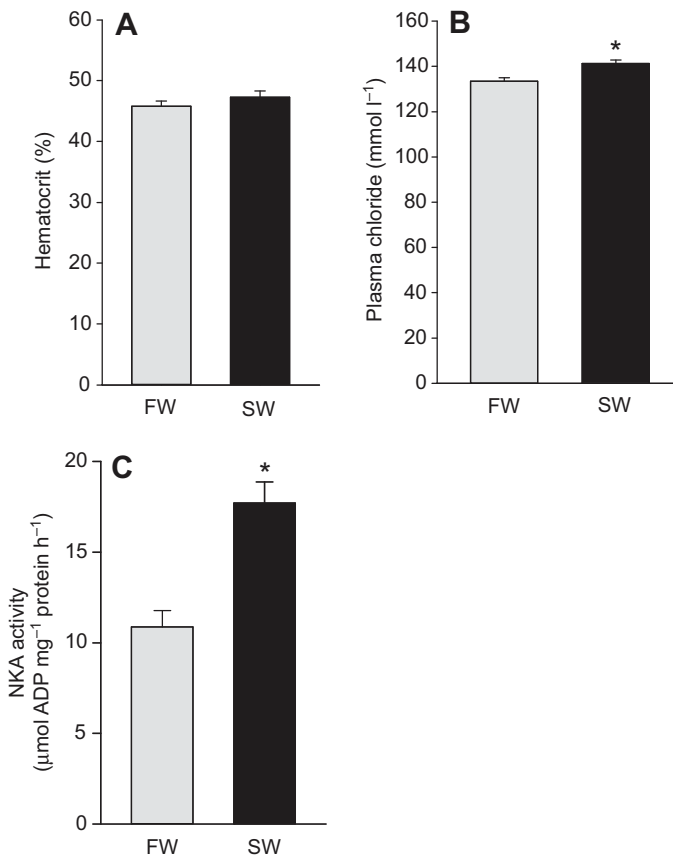 A
60
50
40
30
20
10
0
Hematocrit (%)
FW
SW
B
*
160
140
120
100
80
60
40
20
0
Plasma chloride (mmol l⁻¹)
FW
SW
C
*
20
15
10
5
0
NKA activity
(µmol ADP mg⁻¹ protein h⁻¹)
FW
SW